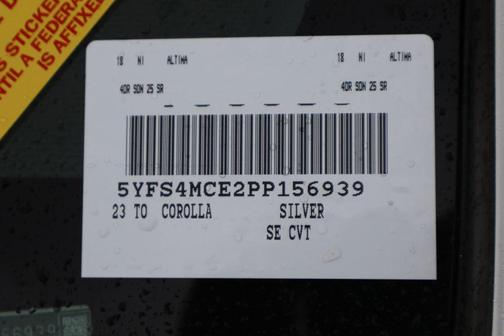 S STICKER
NTIL A FEDERA
IS AFFIXE
18 NI ALTIMA 18 NI ALTIMA
4DR SDN 25 SR 4DR SDN 25 SR
5YFS4MCE2PP156939
23 TO COROLLA SILVER
SE CVT